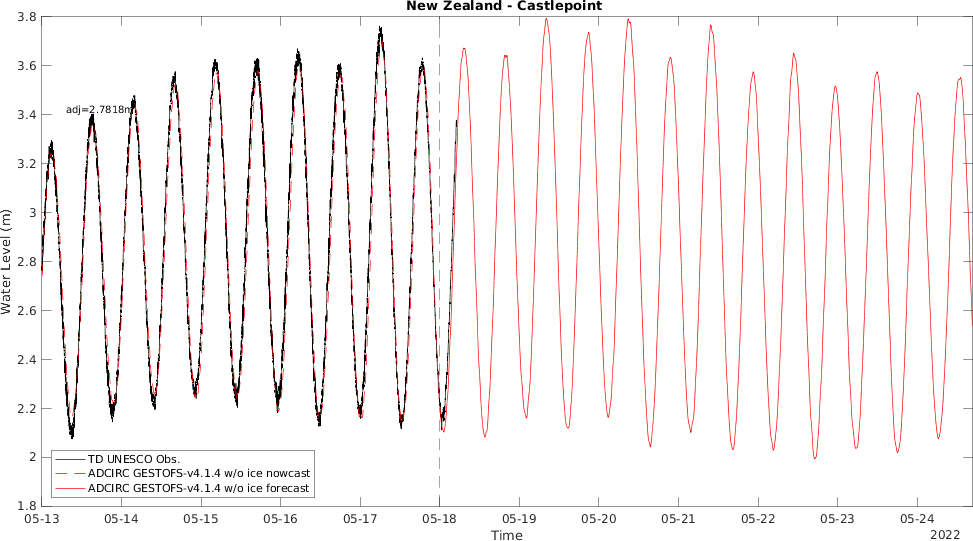 New Zealand - Castlepoint
3.8
3.6
3.4
3.2
3
2.8
2.6
2.4
2.2
2
1.8
Water Level (m)
adj=2.7818m
TD UNESCO Obs.
ADCIRC GESTOFS-v4.1.4 w/o ice nowcast
ADCIRC GESTOFS-v4.1.4 w/o ice forecast
05-13 05-14 05-15 05-16 05-17 05-18 05-19 05-20 05-21 05-22 05-23 05-24
2022
Time